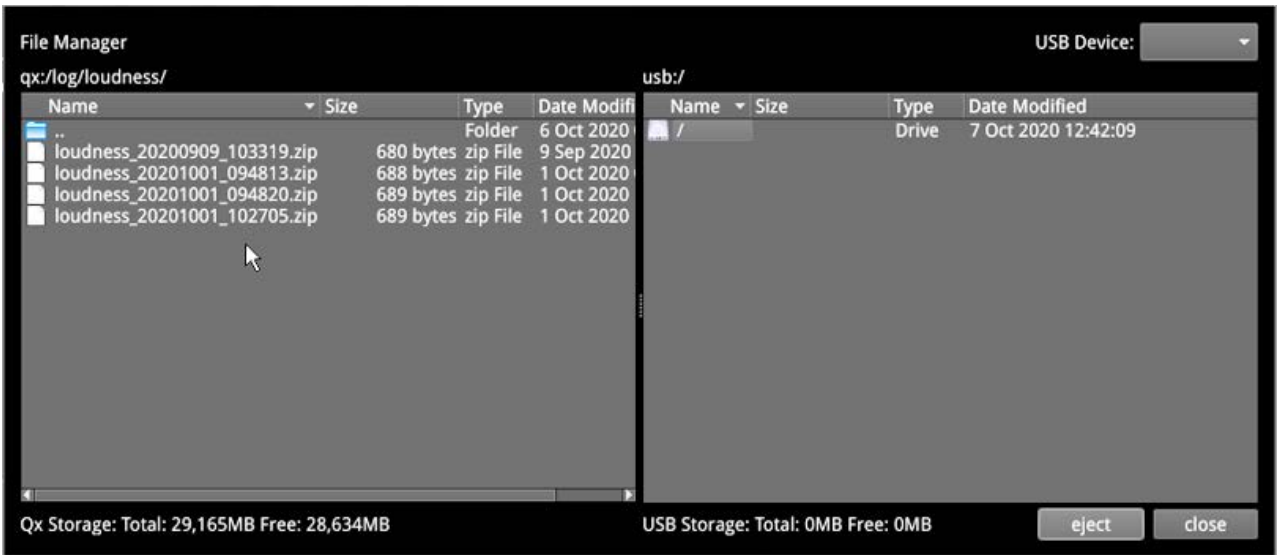 File Manager USB Device:
qx:/log/loudness/ usb:/
Name Size Type Date Modifi Name Size Type Date Modified
.. Folder 6 Oct 2020 / Drive 7 Oct 2020 12:42:09
loudness_20200909_103319.zip 680 bytes zip File 9 Sep 2020
loudness_20201001_094813.zip 688 bytes zip File 1 Oct 2020
loudness_20201001_094820.zip 689 bytes zip File 1 Oct 2020
loudness_20201001_102705.zip 689 bytes zip File 1 Oct 2020
Qx Storage: Total: 29,165MB Free: 28,634MB USB Storage: Total: 0MB Free: 0MB eject close